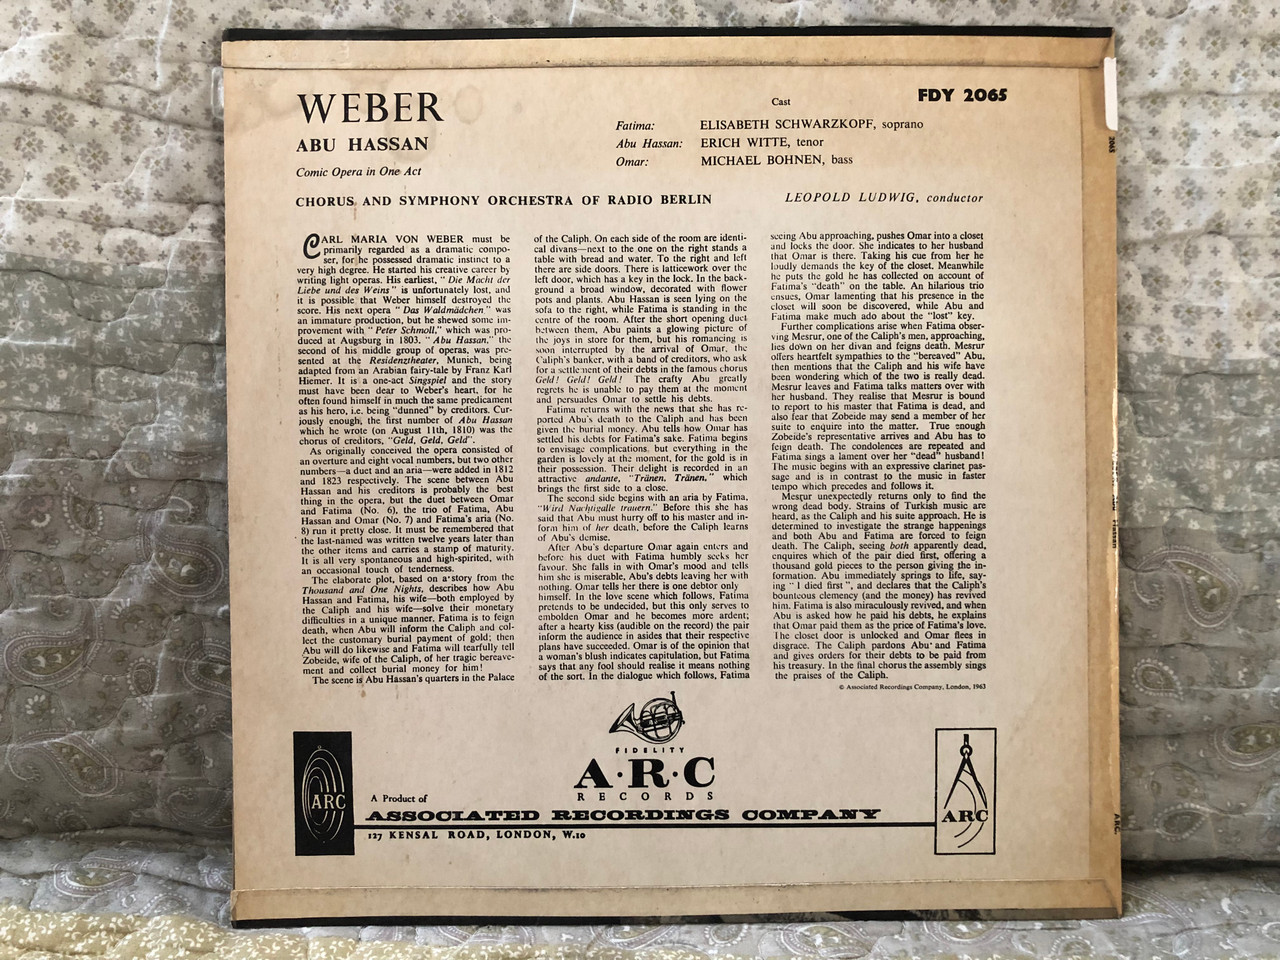 WEBER
ABU HASSAN
Comic Opera in One Act
Cast
FDY 2065
Fatima: ELISABETH SCHWARZKOPF, soprano
Abu Hassan: ERICH WITTE, tenor
Omar: MICHAEL BOHNEN, bass
CHORUS AND SYMPHONY ORCHESTRA OF RADIO BERLIN
LEOPOLD LUDWIG, conductor
CARL MARIA VON WEBER must be
primarily regarded as a dramatic compo-
ser, for he possessed dramatic instinct to a
very high degree. He started his creative career by
writing light operas. His earliest, "Die Macht der
Liebe und des Weins" is unfortunately lost, and
it is possible that Weber himself destroyed the
score. His next opera "Das Waldmädchen" was
an immature production, but he shewed some im-
provement with "Peter Schmoll," which was pro-
duced at Augsburg in 1803. "Abu Hassan," the
second of his middle group of operas, was pre-
sented at the Residenztheater, Munich, being
adapted from an Arabian fairy-tale by Franz Karl
Hiemer. It is a one-act Singspiel and the story
must have been dear to Weber's heart, for he
often found himself in much the same predicament
as his hero, i.e. being "dunned" by creditors. Cur-
iously enough, the first number of Abu Hassan
which he wrote (on August 11th, 1810) was the
chorus of creditors, "Geld, Geld, Geld".
As originally conceived the opera consisted of
an overture and eight vocal numbers, but two other
numbers—a duet and an aria—were added in 1812
and 1823 respectively. The scene between Abu
Hassan and his creditors is probably the best
thing in the opera, but the duet between Omar
and Fatima (No. 6), the trio of Fatima, Abu
Hassan and Omar (No. 7) and Fatima's aria (No.
8) run it pretty close. It must be remembered that
the last-named was written twelve years later than
the other items and carries a stamp of maturity.
It is all very spontaneous and high-spirited, with
an occasional touch of tenderness.
The elaborate plot, based on a story from the
Thousand and One Nights, describes how Abu
Hassan and Fatima, his wife—both employed by
the Caliph and his wife—solve their monetary
difficulties in a unique manner. Fatima is to feign
death, when Abu will inform the Caliph and col-
lect the customary burial payment of gold; then
Abu will do likewise and Fatima will tearfully tell
Zobeide, wife of the Caliph, of her tragic bereave-
ment and collect burial money for him!
The scene is Abu Hassan's quarters in the Palace
of the Caliph. On each side of the room are identi-
cal divans—next to the one on the right stands a
table with bread and water. To the right and left
there are side doors. There is latticework over the
left door, which has a key in the lock. In the back-
ground a broad window, decorated with flower
pots and plants. Abu Hassan is seen lying on the
sofa to the right, while Fatima is standing in the
centre of the room. After the short opening duet
between them, Abu paints a glowing picture of
the joys in store for them, but his romancing is
soon interrupted by the arrival of Omar, the
Caliph's banker, with a band of creditors, who ask
for a settlement of their debts in the famous chorus
Geld! Geld! Geld! The crafty Abu greatly
regrets he is unable to pay them at the moment
and persuades Omar to settle his debts.
Fatima returns with the news that she has re-
ported Abu's death to the Caliph and has been
given the burial money. Abu tells how Omar has
settled his debts for Fatima's sake. Fatima begins
to envisage complications, but everything in the
garden is lovely at the moment, for the gold is in
their possession. Their delight is recorded in an
attractive andante, "Tränen, Tränen," which
brings the first side to a close.
The second side begins with an aria by Fatima,
"Wird Nachtigalle trauern." Before this she has
said that Abu must hurry off to his master and in-
form him of her death, before the Caliph learns
of Abu's demise.
After Abu's departure Omar again enters and
before his duet with Fatima humbly seeks her
favour. She falls in with Omar's mood and tells
him she is miserable, Abu's debts leaving her with
nothing. Omar tells her there is one debtor only
himself. In the love scene which follows, Fatima
pretends to be undecided, but this only serves to
embolden Omar and he becomes more ardent;
after a hearty kiss (audible on the record) the pair
inform the audience in asides that their respective
plans have succeeded. Omar is of the opinion that
a woman's blush indicates capitulation, but Fatima
says that any fool should realise it means nothing
of the sort. In the dialogue which follows, Fatima
seeing Abu approaching, pushes Omar into a closet
and locks the door. She indicates to her husband
that Omar is there. Taking his cue from her he
loudly demands the key of the closet. Meanwhile
he puts the gold he has collected on account of
Fatima's "death" on the table. An hilarious trio
ensues, Omar lamenting that his presence in the
closet will soon be discovered, while Abu and
Fatima make much ado about the "lost" key.
Further complications arise when Fatima obser-
ving Mesrur, one of the Caliph's men, approaching,
lies down on her divan and feigns death. Mesrur
offers heartfelt sympathies to the "bereaved" Abu,
then mentions that the Caliph and his wife have
been wondering which of the two is really dead.
Mesrur leaves and Fatima talks matters over with
her husband. They realise that Mesrur is bound
to report to his master that Fatima is dead, and
also fear that Zobeide may send a member of her
suite to enquire into the matter. True enough
Zobeide's representative arrives and Abu has to
feign death. The condolences are repeated and
Fatima sings a lament over her "dead" husband!
The music begins with an expressive clarinet pas-
sage and is in contrast to the music in faster
tempo which precedes and follows it.
Mesrur unexpectedly returns only to find the
wrong dead body. Strains of Turkish music are
heard, as the Caliph and his suite approach. He is
determined to investigate the strange happenings
and both Abu and Fatima are forced to feign
death. The Caliph, seeing both apparently dead,
enquires which of the pair died first, offering a
thousand gold pieces to the person giving the in-
formation. Abu immediately springs to life, say-
ing "I died first", and declares that the Caliph's
bounteous clemency (and the money) has revived
him. Fatima is also miraculously revived, and when
Abu is asked how he paid his debts, he explains
that Omar paid them as the price of Fatima's love.
The closet door is unlocked and Omar flees in
disgrace. The Caliph pardons Abu and Fatima
and gives orders for their debts to be paid from
his treasury. In the final chorus the assembly sings
the praises of the Caliph.
© Associated Recordings Company, London, 1963
FIDELITY
A·R·C
RECORDS
ARC
A Product of
ASSOCIATED RECORDINGS COMPANY
127 KENSAL ROAD, LONDON, W.10
ARC
2065
Abu Hassan
ARC